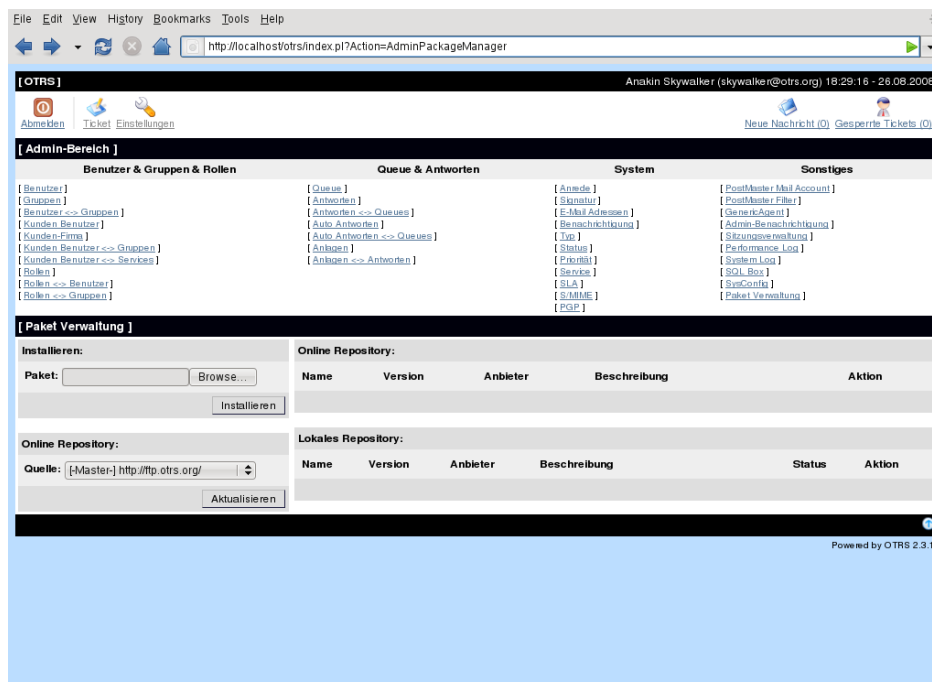 File Edit View History Bookmarks Tools Help
http://localhost/otrs/index.pl?Action=AdminPackageManager
[ OTRS ] Anakin Skywalker (skywalker@otrs.org) 18:29:16 - 26.08.2008
Abmelden Ticket Einstellungen Neue Nachricht (0) Gesperrte Tickets (0)
[ Admin-Bereich ]
Benutzer & Gruppen & Rollen Queue & Antworten System Sonstiges
[ Benutzer ] [ Queue ] [ Anrede ] [ PostMaster Mail Account ]
[ Gruppen ] [ Antworten ] [ Signatur ] [ PostMaster Filter ]
[ Benutzer <-> Gruppen ] [ Antworten <-> Queues ] [ E-Mail Adressen ] [ GenericAgent ]
[ Kunden Benutzer ] [ Auto Antworten ] [ Benachrichtigung ] [ Admin-Benachrichtigung ]
[ Kunden-Firma ] [ Auto Antworten <-> Queues ] [ Typ ] [ Sitzungsverwaltung ]
[ Kunden Benutzer <-> Gruppen ] [ Anlagen ] [ Status ] [ Performance Log ]
[ Kunden Benutzer <-> Services ] [ Anlagen <-> Antworten ] [ Priorität ] [ System Log ]
[ Rollen ] [ Service ] [ SQL Box ]
[ Rollen <-> Benutzer ] [ SLA ] [ SysConfig ]
[ Rollen <-> Gruppen ] [ S/MIME ] [ Paket Verwaltung ]
[ PGP ]
[ Paket Verwaltung ]
Installieren: Online Repository:
Paket: Browse... Name Version Anbieter Beschreibung Aktion
Installieren
Online Repository: Lokales Repository:
Quelle: [-Master-] http://ftp.otrs.org/ Name Version Anbieter Beschreibung Status Aktion
Aktualisieren
Powered by OTRS 2.3.1